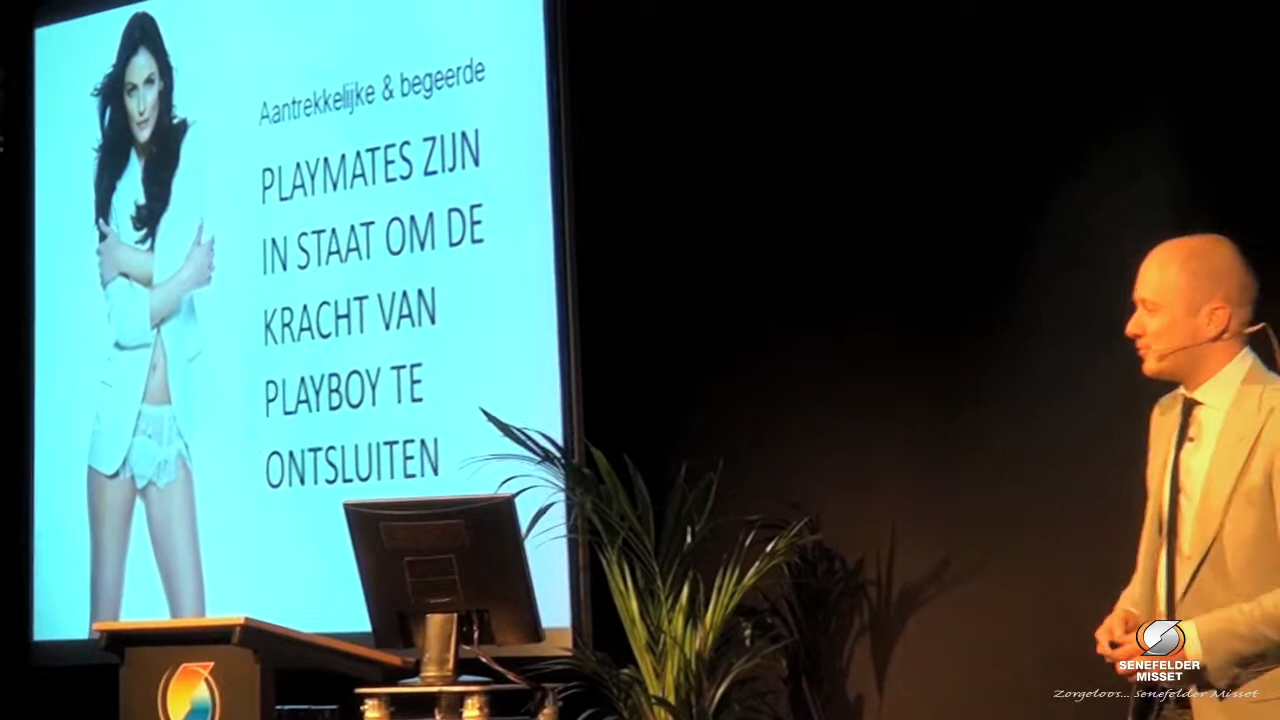 Aantrekkelijke & begeerde
PLAYMATES ZIJN
IN STAAT OM DE
KRACHT VAN
PLAYBOY TE
ONTSLUITEN
SENEFELDER
MISSET
Zorgeloos... Senefelder Misset